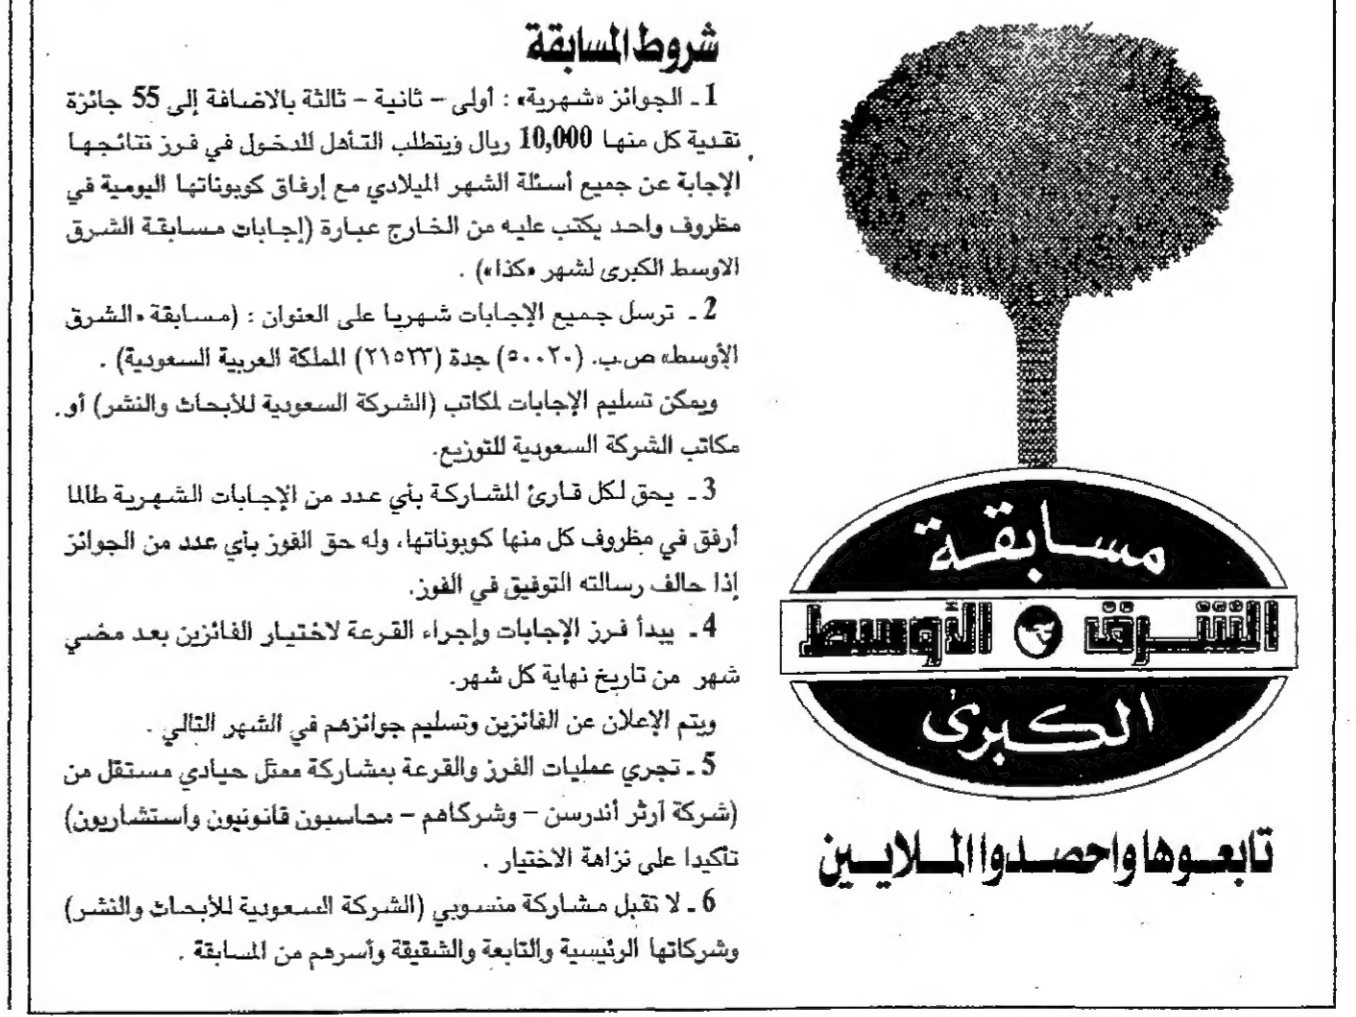 شروط المسابقة
1 ـ الجوائز «شهرية» : أولى – ثانية – ثالثة بالاضافة إلى 55 جائزة
نقدية كل منها 10,000 ريال ويتطلب التأهل للدخول في فرز نتائجها
الإجابة عن جميع أسئلة الشهر الميلادي مع إرفاق كوبوناتها اليومية في
مظروف واحد يكتب عليه من الخارج عبارة (إجابات مسابقة الشرق
الاوسط الكبرى لشهر «كذا») .
2 ـ ترسل جميع الإجابات شهريا على العنوان : (مسابقة «الشرق
الأوسط» ص.ب. (٥٠٠٢٠) جدة (٢١٥٣٣) المملكة العربية السعودية) .
ويمكن تسليم الإجابات لمكاتب (الشركة السعودية للأبحاث والنشر) أو
مكاتب الشركة السعودية للتوزيع.
3 ـ يحق لكل قارئ المشاركة بأي عدد من الإجابات الشهرية طالما
أرفق في مظروف كل منها كوبوناتها، وله حق الفوز بأي عدد من الجوائز
إذا حالف رسالته التوفيق في الفوز.
4 ـ يبدأ فرز الإجابات وإجراء القرعة لاختيار الفائزين بعد مضي
شهر من تاريخ نهاية كل شهر.
ويتم الإعلان عن الفائزين وتسليم جوائزهم في الشهر التالي .
5 ـ تجري عمليات الفرز والقرعة بمشاركة ممثل حيادي مستقل من
(شركة آرثر أندرسن – وشركاهم – محاسبون قانونيون واستشاريون)
تأكيدا على نزاهة الاختيار .
6 ـ لا تقبل مشاركة منسوبي (الشركة السعودية للأبحاث والنشر)
وشركاتها الرئيسية والتابعة والشقيقة وأسرهم من المسابقة .
مسابقة
الشرق الأوسط
الكبرى
تابعوها واحصدوا الملايين